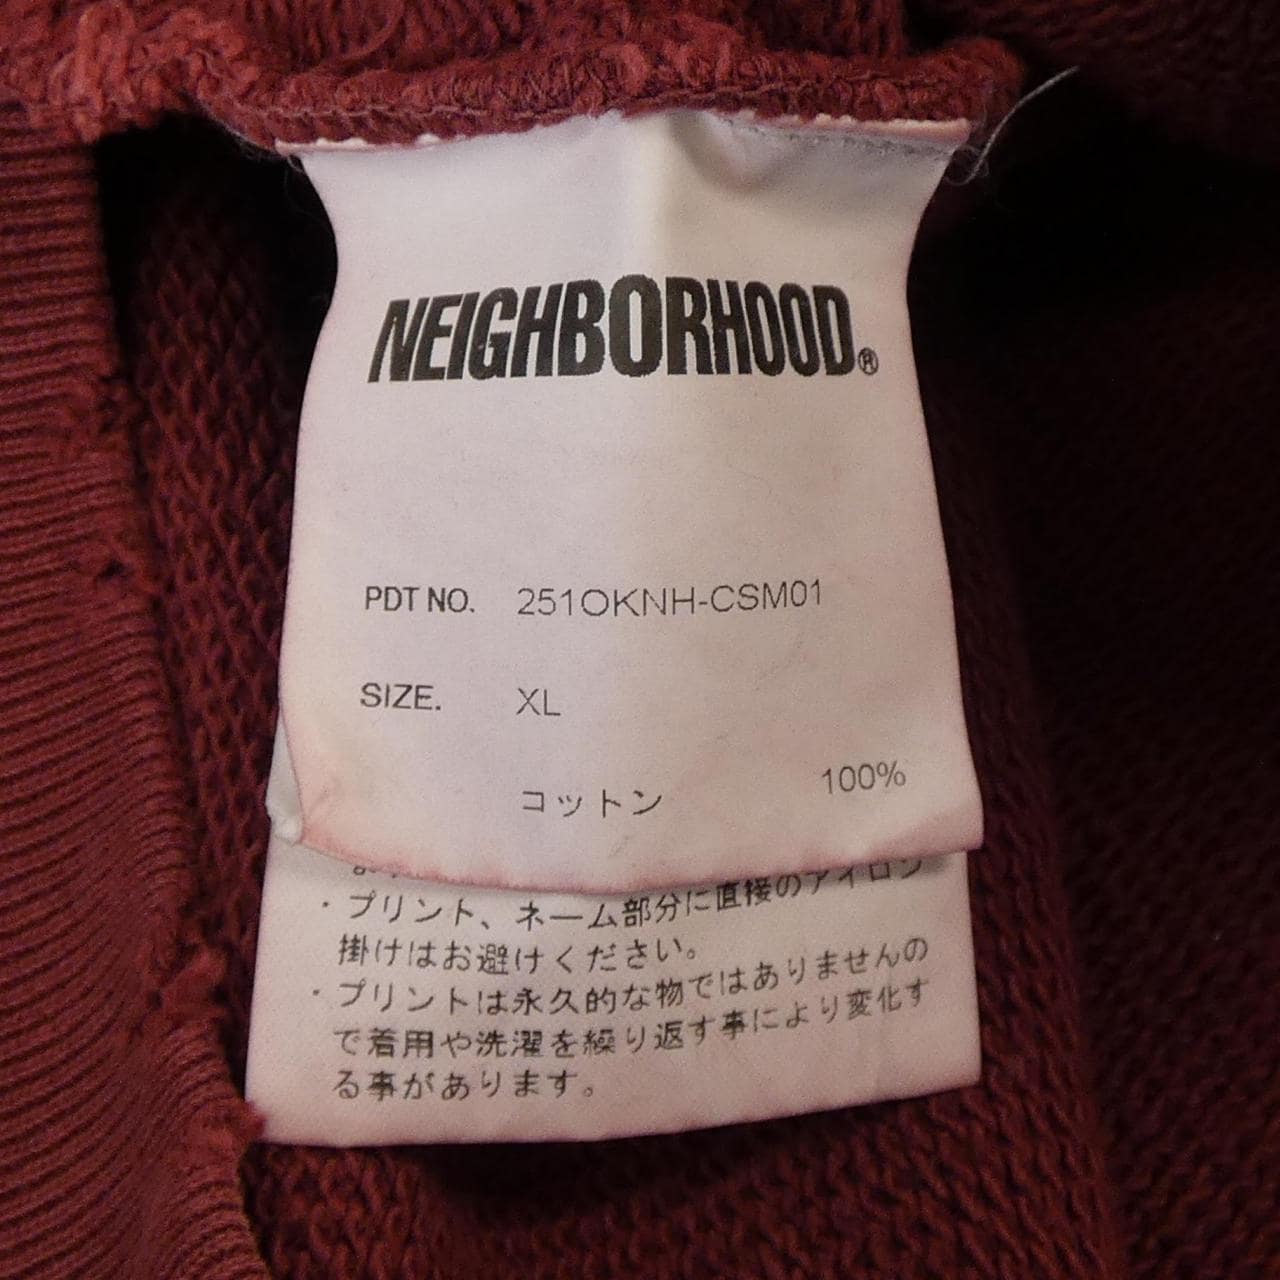 NEIGHBORHOOD®
PDT NO. 251OKNH-CSM01
SIZE. XL
コットン 100%
・プリント、ネーム部分に直接のアイロン
掛けはお避けください。
・プリントは永久的な物ではありませんの
で着用や洗濯を繰り返す事により変化す
る事があります。